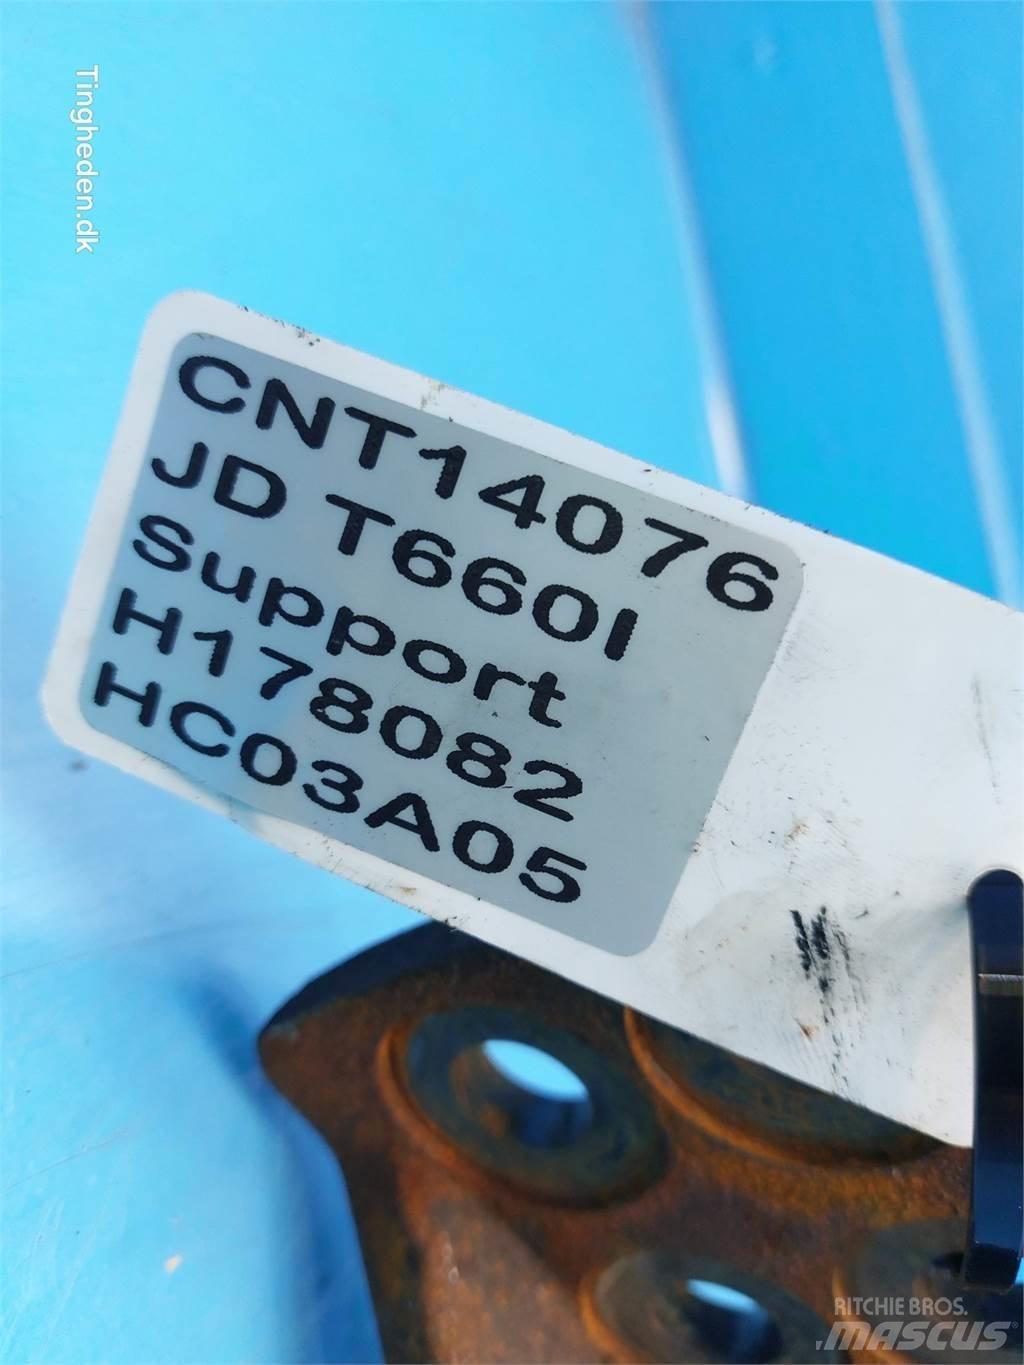 Tingheden.dk
CNT14076
JD T660I
Support
H178082
HC03A05
RITCHIE BROS.
MASCUS